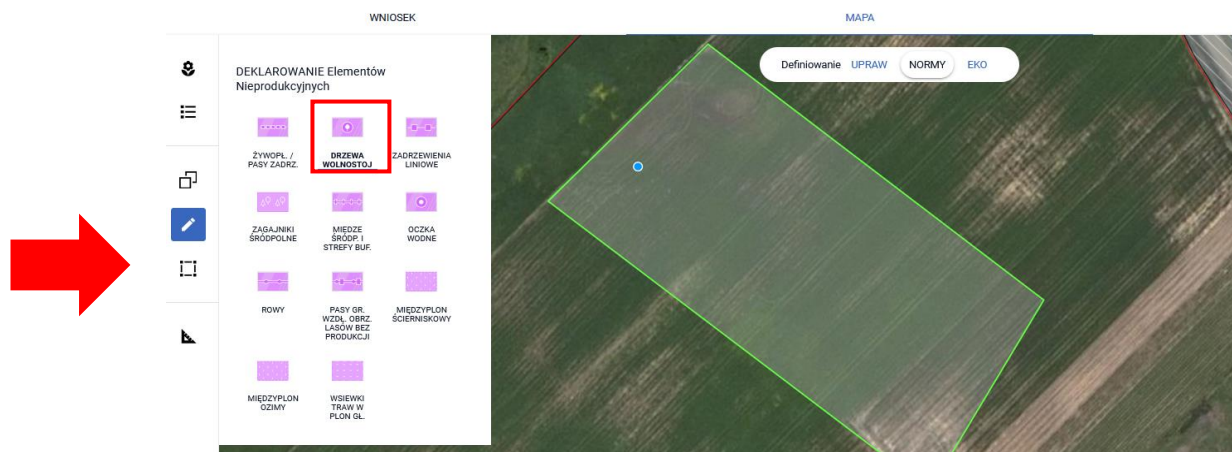 WNIOSEK
MAPA
DEKLAROWANIE Elementów
Nieprodukcyjnych
Definiowanie UPRAW NORMY EKO
ŻYWOPŁ. /
PASY ZADRZ.
DRZEWA
WOLNOSTOJ
ZADRZEWIENIA
LINIOWE
ZAGAJNIKI
ŚRÓDPOLNE
MIEDZE
ŚRÓDP. I
STREFY BUF.
OCZKA
WODNE
ROWY
PASY GR.
WZDŁ. OBRZ.
LASÓW BEZ
PRODUKCJI
MIĘDZYPLON
ŚCIERNISKOWY
MIĘDZYPLON
OZIMY
WSIEWKI
TRAW W
PLON GŁ.